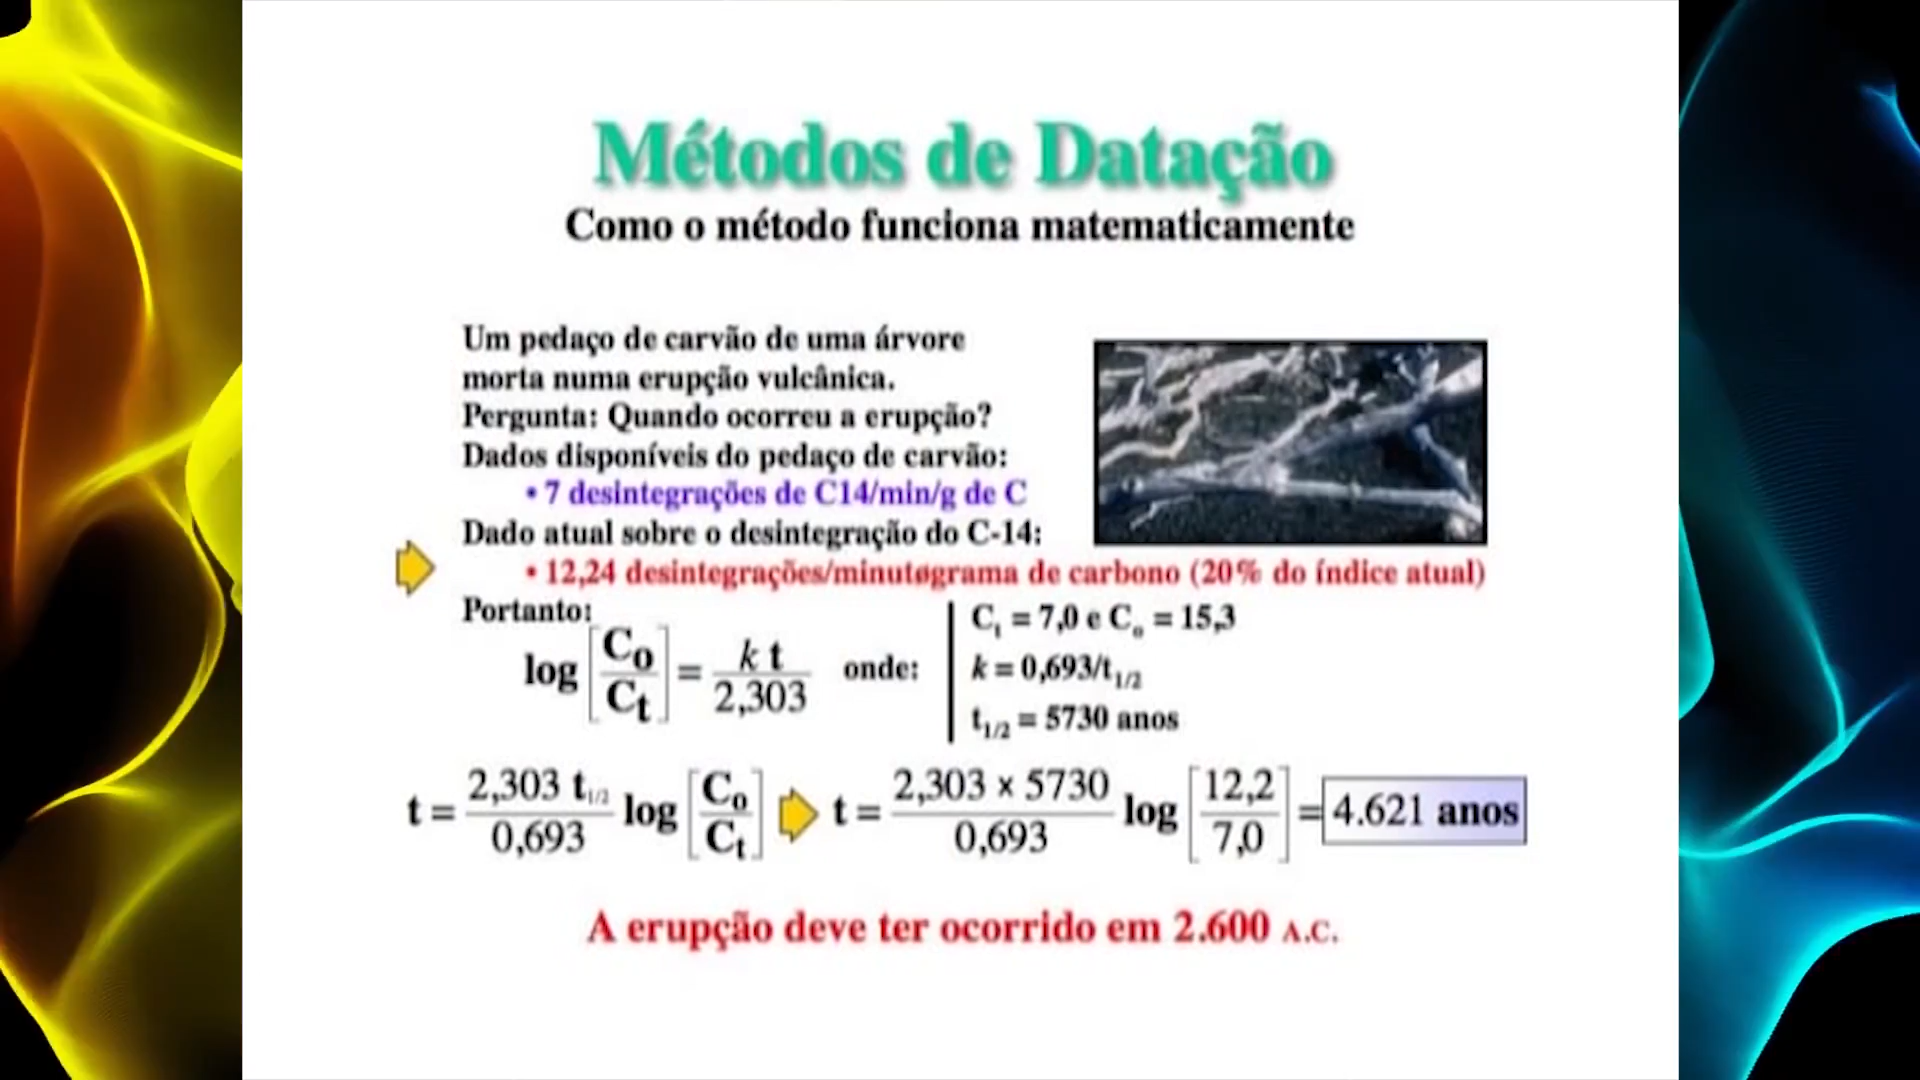 Métodos de Datação
Como o método funciona matematicamente
Um pedaço de carvão de uma árvore
morta numa erupção vulcânica.
Pergunta: Quando ocorreu a erupção?
Dados disponíveis do pedaço de carvão:
• 7 desintegrações de C14/min/g de C
Dado atual sobre o desintegração do C-14:
• 12,24 desintegrações/minutøgrama de carbono (20% do índice atual)
Portanto:
log [Co/Ct] = k t/2,303 onde:
Ct = 7,0 e Co = 15,3
k = 0,693/t1/2
t1/2 = 5730 anos
t = 2,303 t1/2/0,693 log [Co/Ct] t = 2,303 x 5730/0,693 log [12,2/7,0] = 4.621 anos
A erupção deve ter ocorrido em 2.600 A.C.